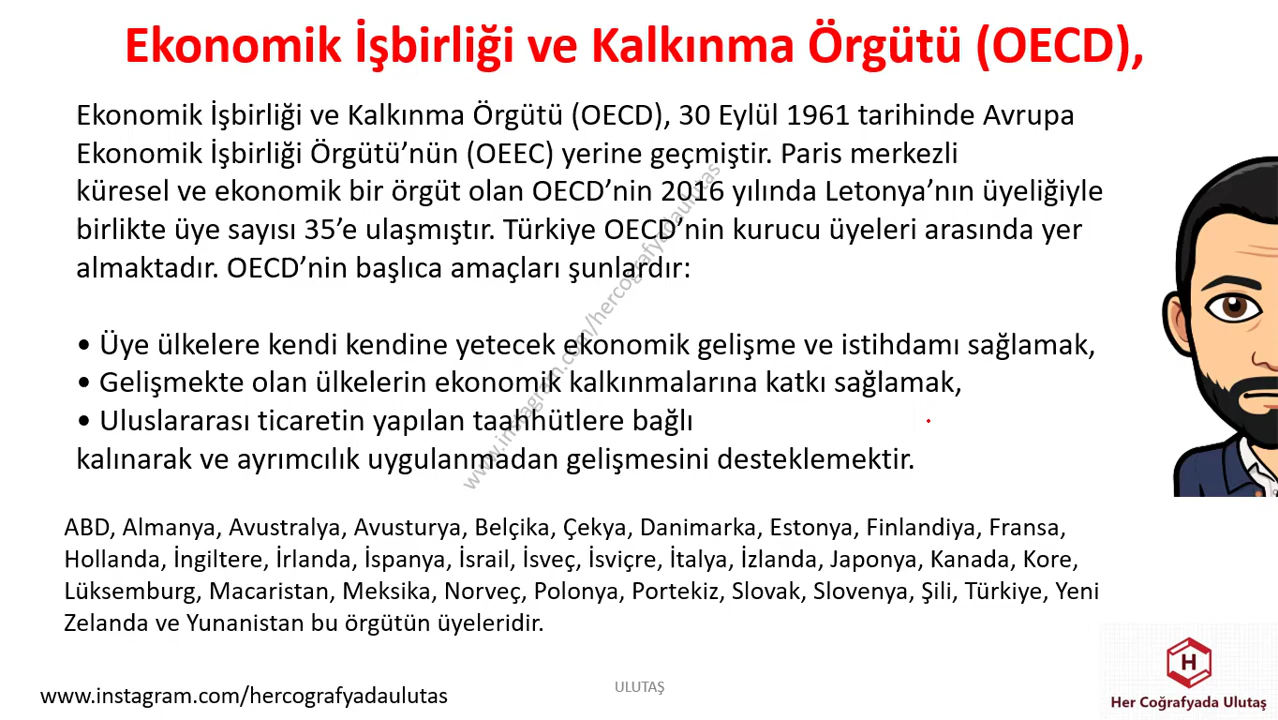 Ekonomik İşbirliği ve Kalkınma Örgütü (OECD),
Ekonomik İşbirliği ve Kalkınma Örgütü (OECD), 30 Eylül 1961 tarihinde Avrupa
Ekonomik İşbirliği Örgütü’nün (OEEC) yerine geçmiştir. Paris merkezli
küresel ve ekonomik bir örgüt olan OECD’nin 2016 yılında Letonya’nın üyeliğiyle
birlikte üye sayısı 35’e ulaşmıştır. Türkiye OECD’nin kurucu üyeleri arasında yer
almaktadır. OECD’nin başlıca amaçları şunlardır:
• Üye ülkelere kendi kendine yetecek ekonomik gelişme ve istihdamı sağlamak,
• Gelişmekte olan ülkelerin ekonomik kalkınmalarına katkı sağlamak,
• Uluslararası ticaretin yapılan taahhütlere bağlı
kalınarak ve ayrımcılık uygulanmadan gelişmesini desteklemektir.
www.instagram.com/hercografyadaulutas
ABD, Almanya, Avustralya, Avusturya, Belçika, Çekya, Danimarka, Estonya, Finlandiya, Fransa,
Hollanda, İngiltere, İrlanda, İspanya, İsrail, İsveç, İsviçre, İtalya, İzlanda, Japonya, Kanada, Kore,
Lüksemburg, Macaristan, Meksika, Norveç, Polonya, Portekiz, Slovak, Slovenya, Şili, Türkiye, Yeni
Zelanda ve Yunanistan bu örgütün üyeleridir.
www.instagram.com/hercografyadaulutas
ULUTAŞ
H
Her Coğrafyada Ulutaş